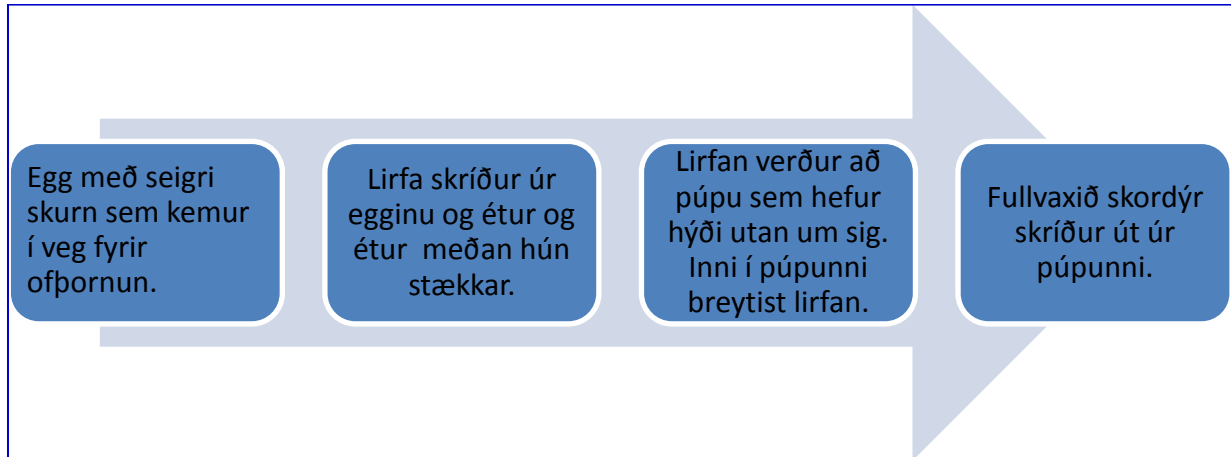 Egg með seigri
skurn sem kemur
í veg fyrir
ofþornun.
Lirfa skríður úr
egginu og étur og
étur meðan hún
stækkar.
Lirfan verður að
púpu sem hefur
hýði utan um sig.
Inni í púpunni
breytist lirfan.
Fullvaxið skordýr
skríður út úr
púpunni.